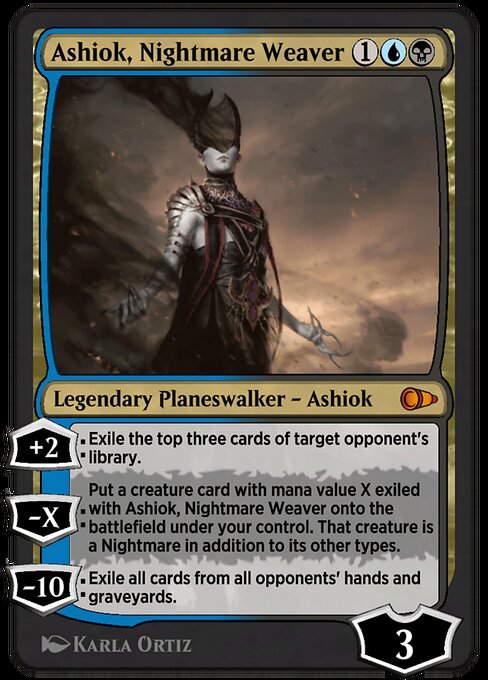 Ashiok, Nightmare Weaver 1
Legendary Planeswalker – Ashiok
+2 : Exile the top three cards of target opponent's
library.
–X : Put a creature card with mana value X exiled
with Ashiok, Nightmare Weaver onto the
battlefield under your control. That creature is
a Nightmare in addition to its other types.
–10 : Exile all cards from all opponents' hands and
graveyards.
Karla Ortiz
3